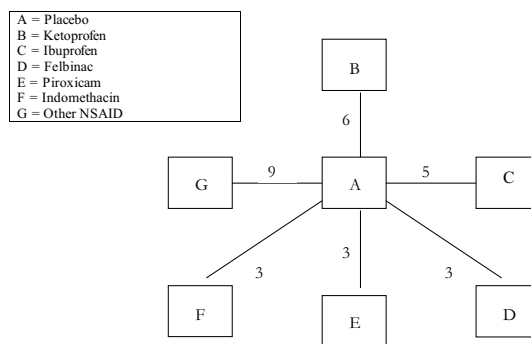 A = Placebo
B = Ketoprofen
C = Ibuprofen
D = Felbinac
E = Piroxicam
F = Indomethacin
G = Other NSAID
B
6
G
9
A
5
C
3
3
3
F
E
D